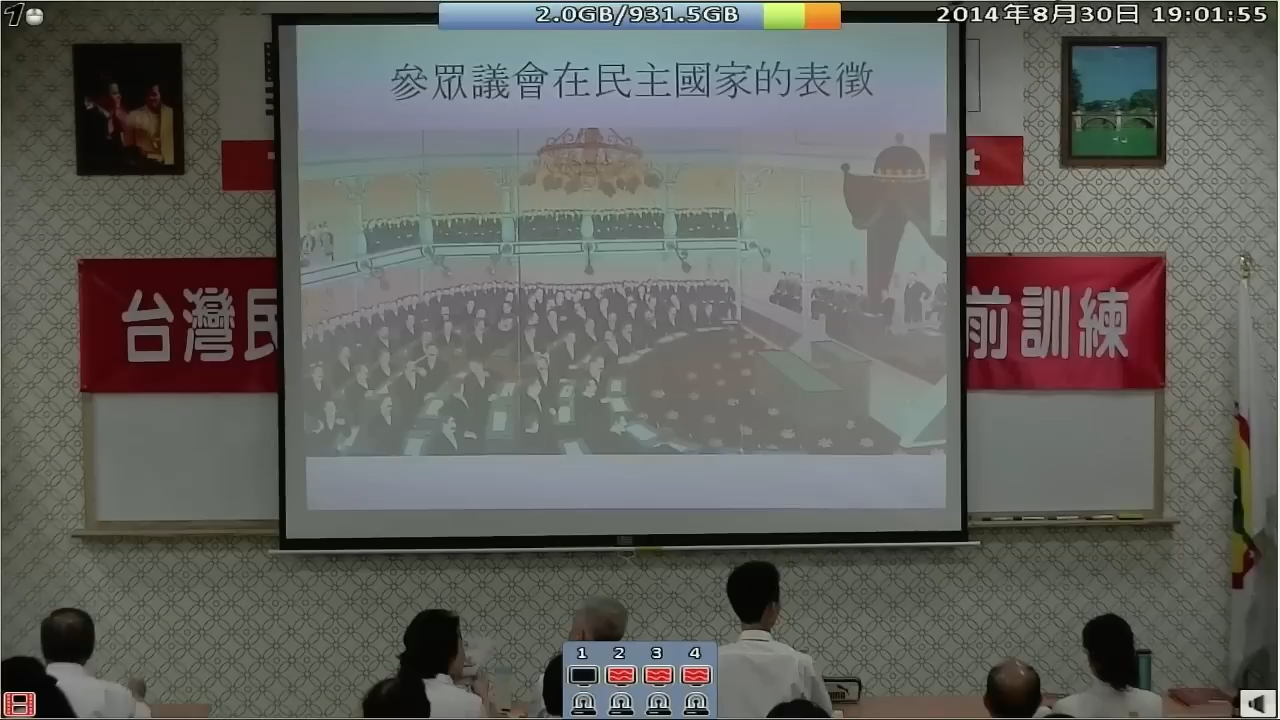 2.0GB/931.5GB
2014年8月30日 19:01:55
參眾議會在民主國家的表徵
t
台灣民
前訓練
1 2 3 4